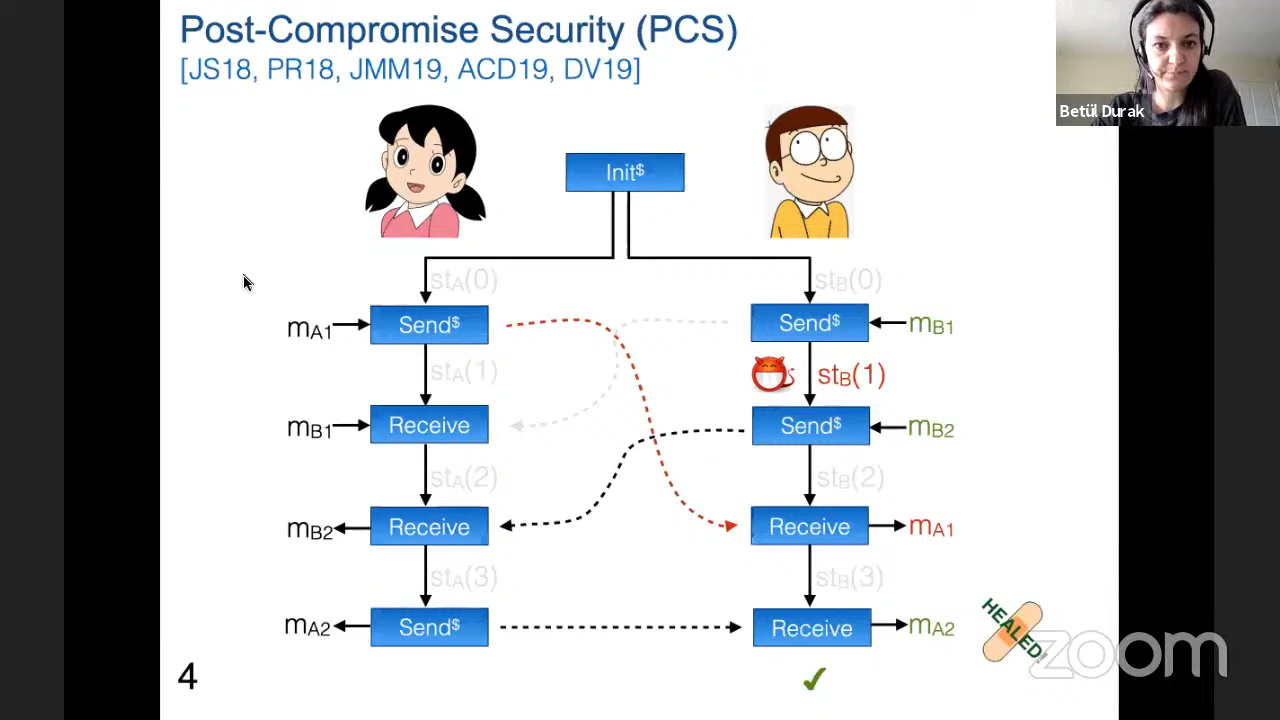 Post-Compromise Security (PCS)
[JS18, PR18, JMM19, ACD19, DV19]
Betül Durak
Init$
stA(0)
stB(0)
mA1
Send$
Send$
mB1
stA(1)
stB(1)
mB1
Receive
Send$
mB2
stA(2)
stB(2)
mB2
Receive
Receive
mA1
stA(3)
stB(3)
mA2
Send$
Receive
mA2
HEALED!
zoom
4